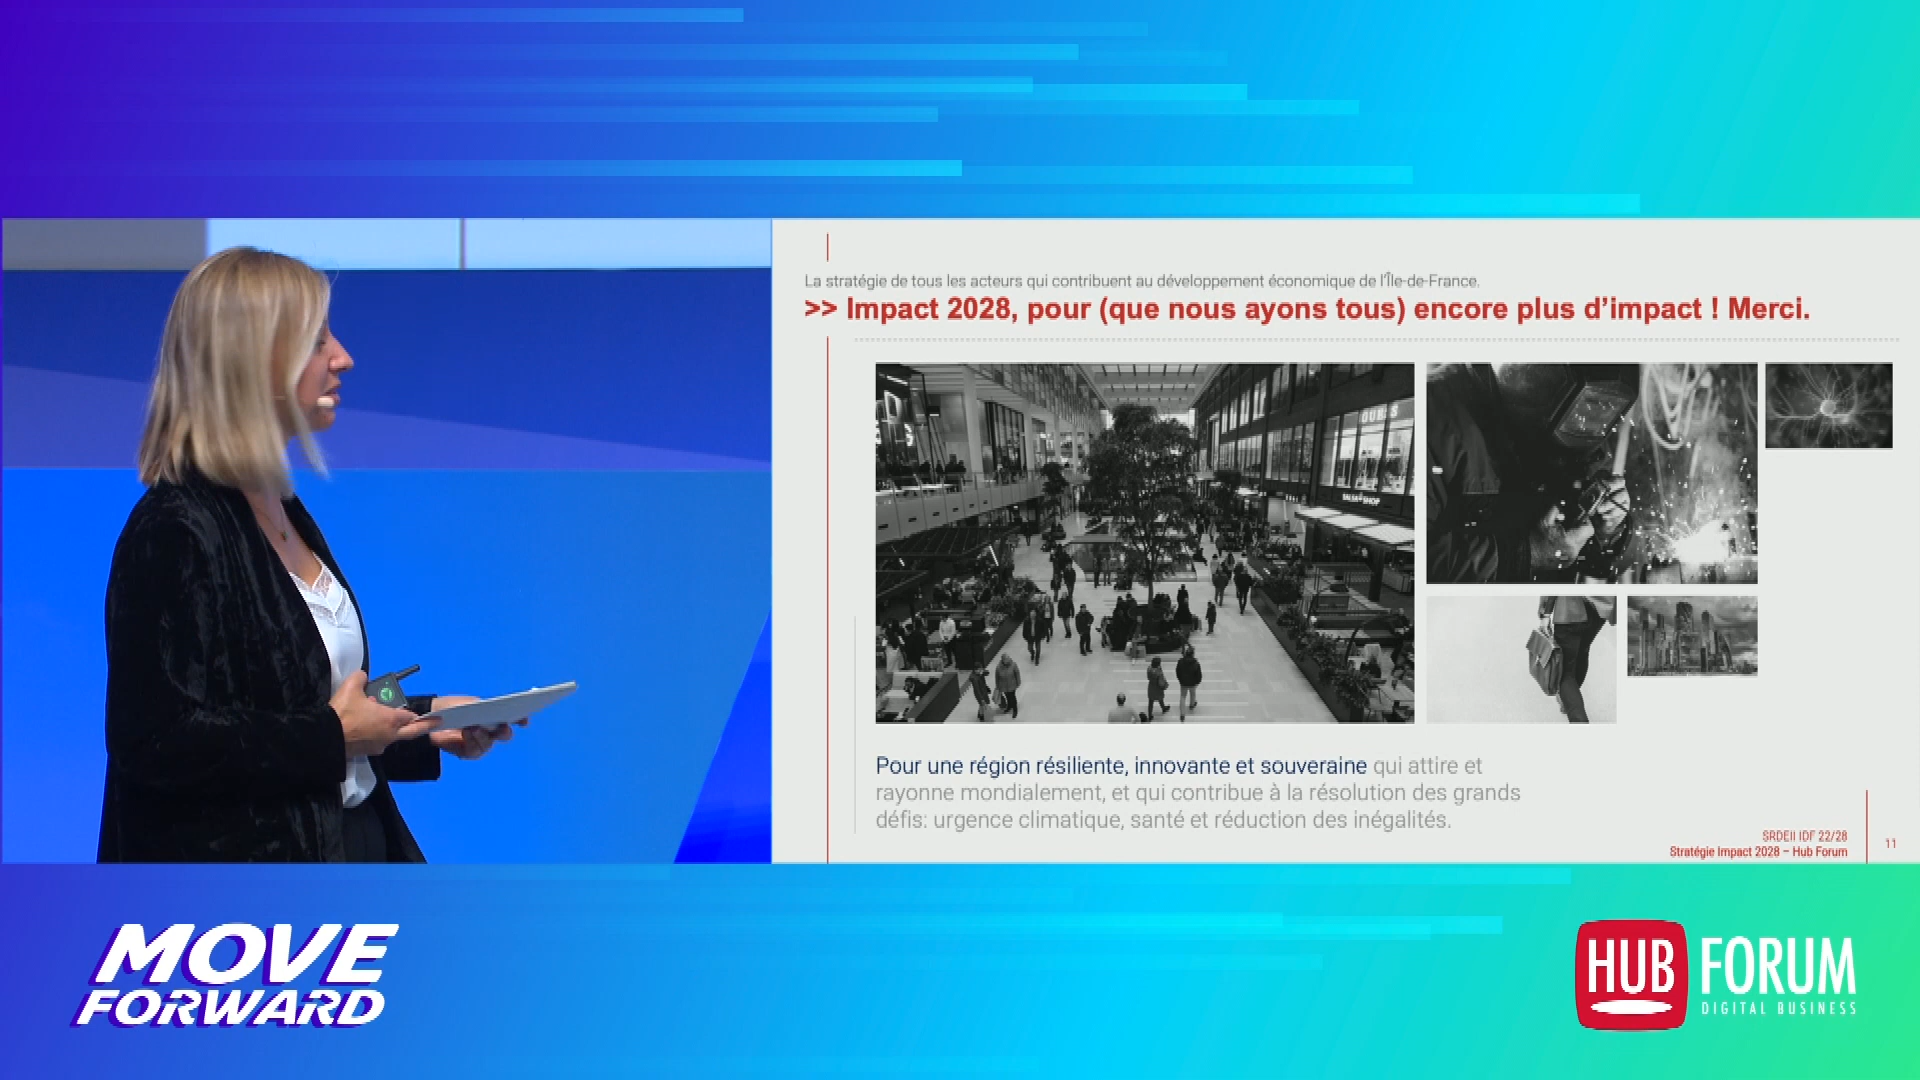 La stratégie de tous les acteurs qui contribuent au développement économique de l'Île-de-France.
>> Impact 2028, pour (que nous ayons tous) encore plus d'impact ! Merci.
GUESS
Pour une région résiliente, innovante et souveraine qui attire et
rayonne mondialement, et qui contribue à la résolution des grands
défis: urgence climatique, santé et réduction des inégalités.
SRDEII IDF 22/28
Stratégie Impact 2028 – Hub Forum
11
MOVE
FORWARD
HUB FORUM
DIGITAL BUSINESS